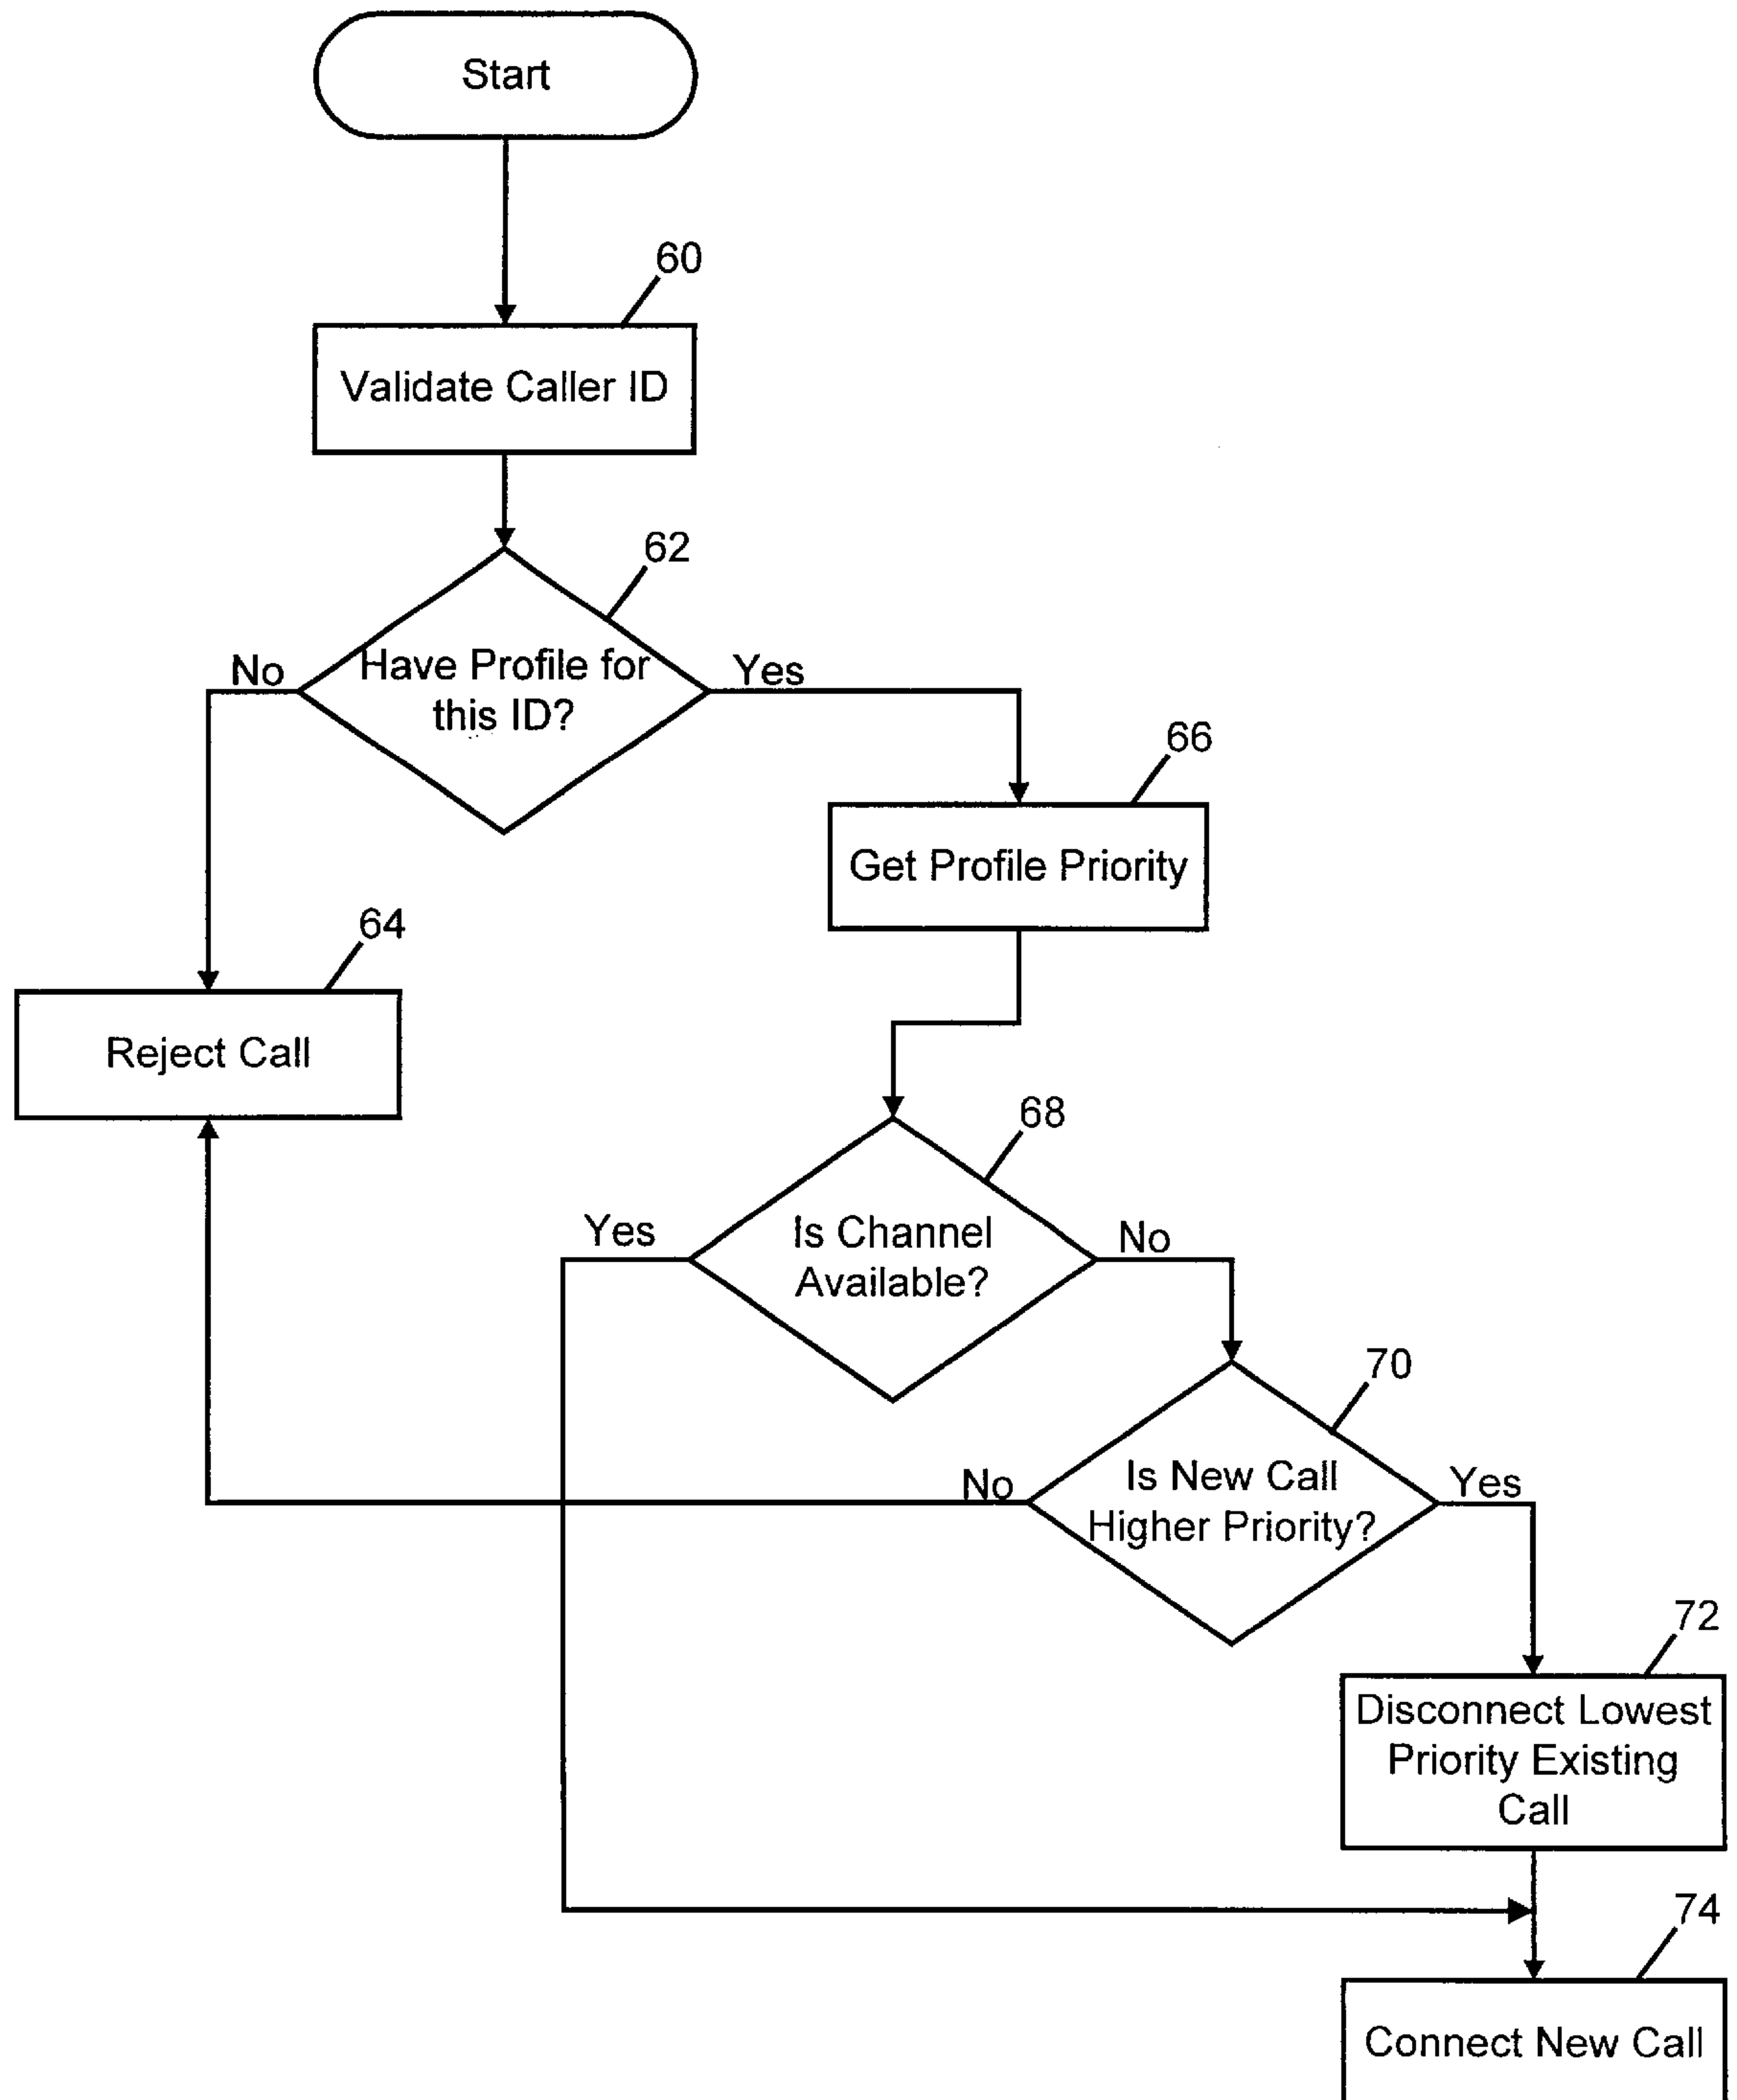 Start
60
Validate Caller ID
62
No
Have Profile for
this ID?
Yes
66
Get Profile Priority
64
Reject Call
68
Yes
Is Channel
Available?
No
70
No
Is New Call
Higher Priority?
Yes
72
Disconnect Lowest
Priority Existing
Call
74
Connect New Call